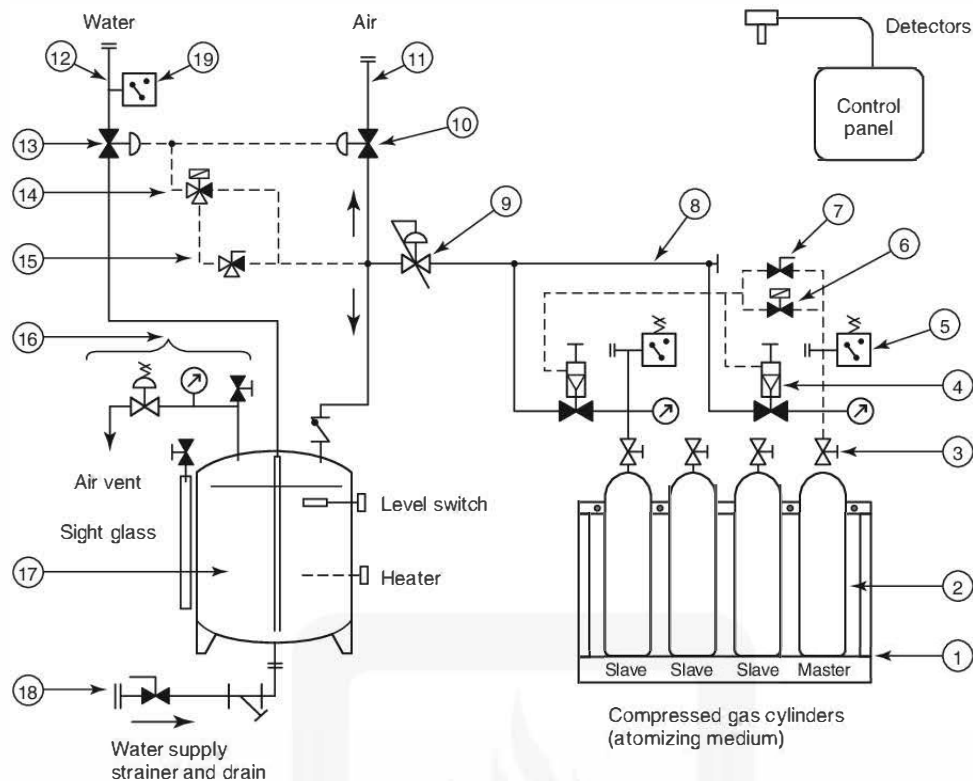 Water
Air
Detectors
12
19
11
Control
panel
13
10
14
9
8
7
6
15
16
5
4
Air vent
3
Sight glass
Level switch
17
Heater
2
1
Slave
Slave
Slave
Master
18
Compressed gas cylinders
(atomizing medium)
Water supply
strainer and drain